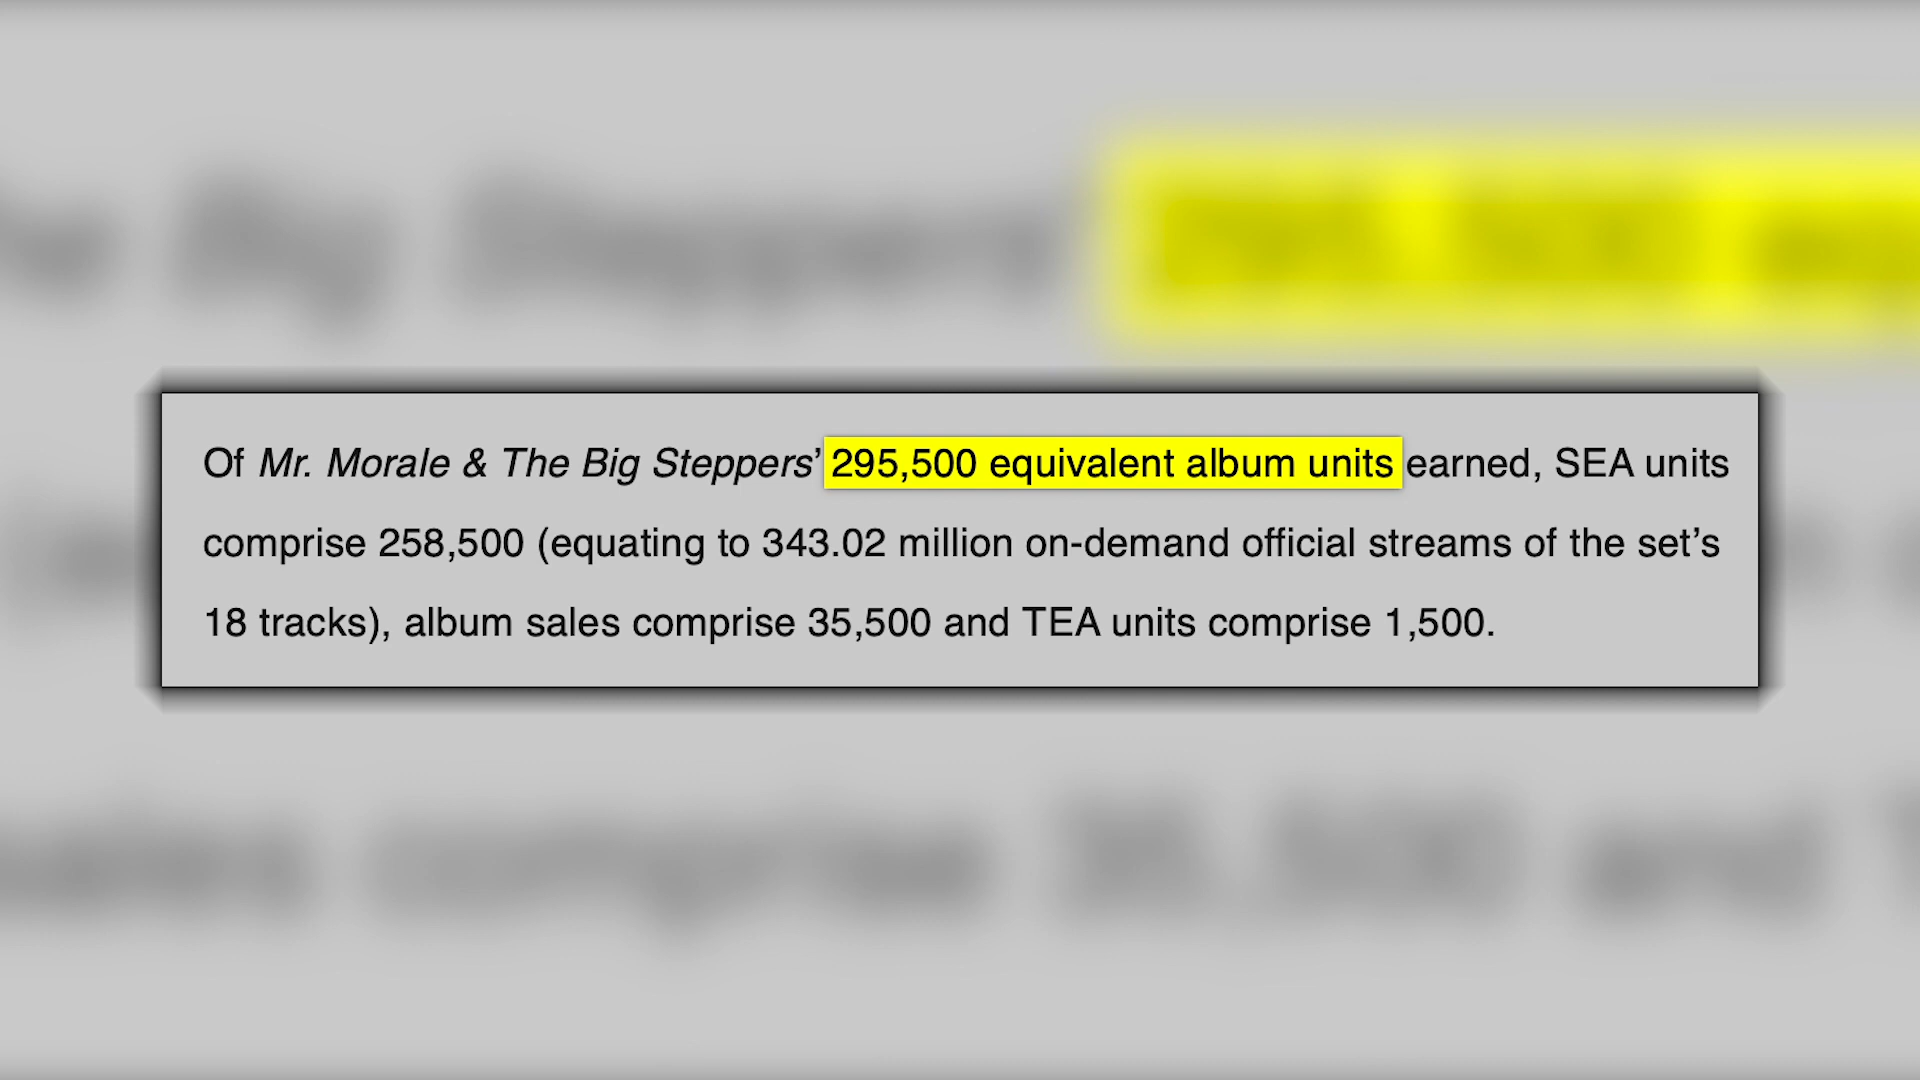 Of Mr. Morale & The Big Steppers’ 295,500 equivalent album units earned, SEA units
comprise 258,500 (equating to 343.02 million on-demand official streams of the set’s
18 tracks), album sales comprise 35,500 and TEA units comprise 1,500.